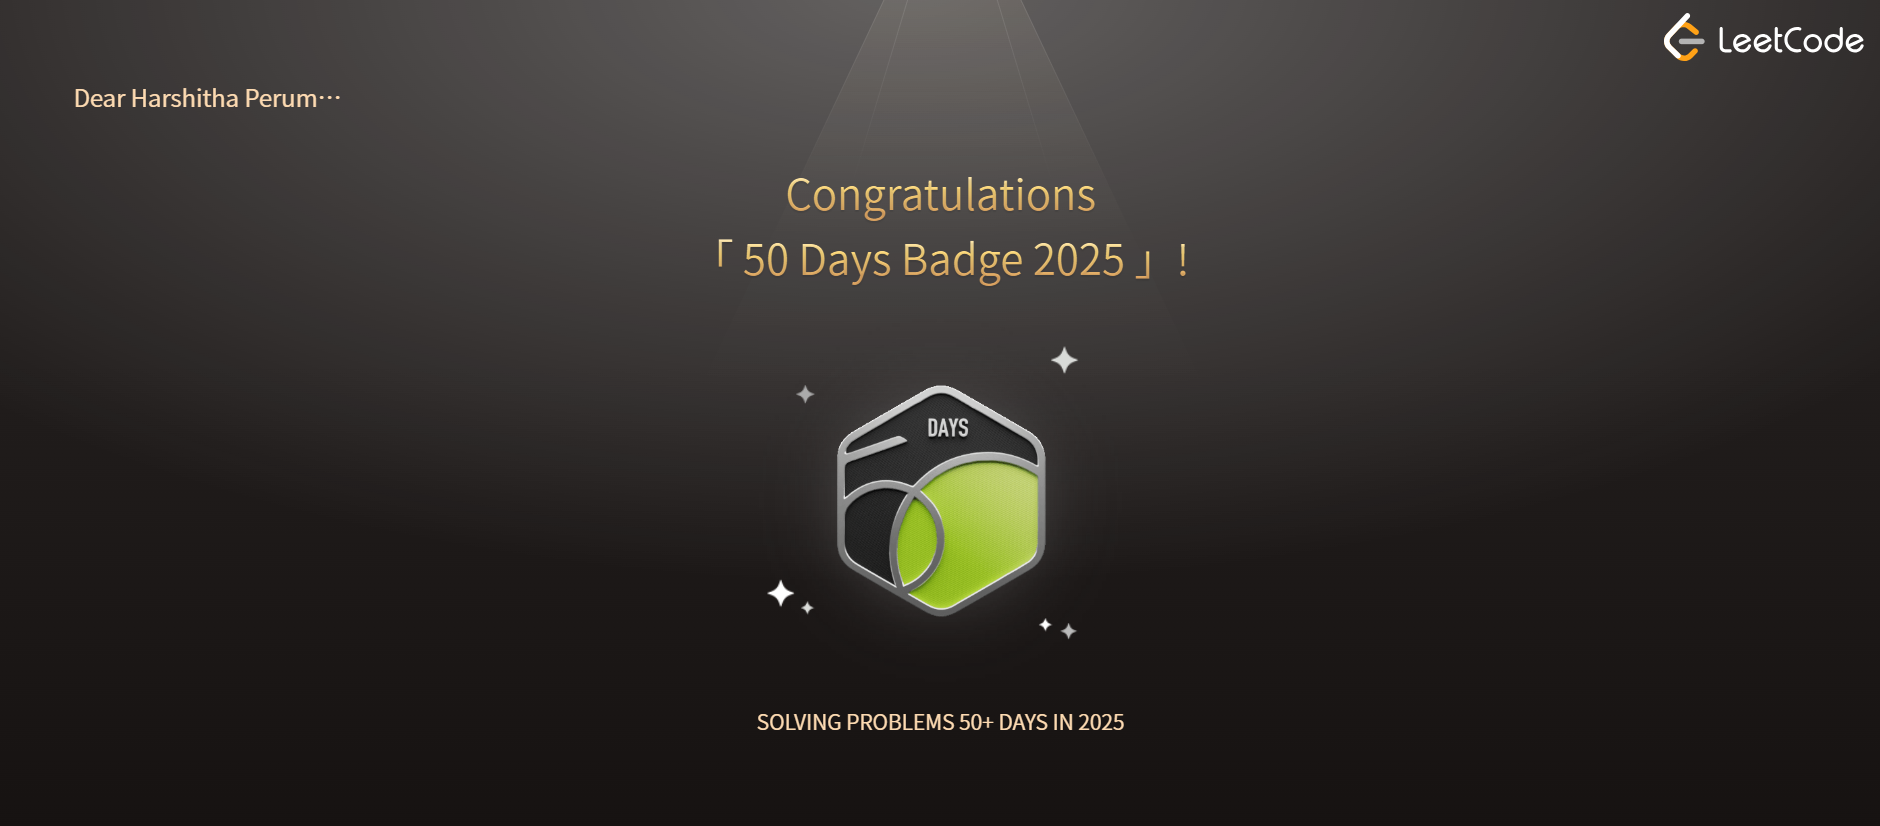 LeetCode
Dear Harshitha Perum…
Congratulations
「 50 Days Badge 2025 」 !
DAYS
SOLVING PROBLEMS 50+ DAYS IN 2025